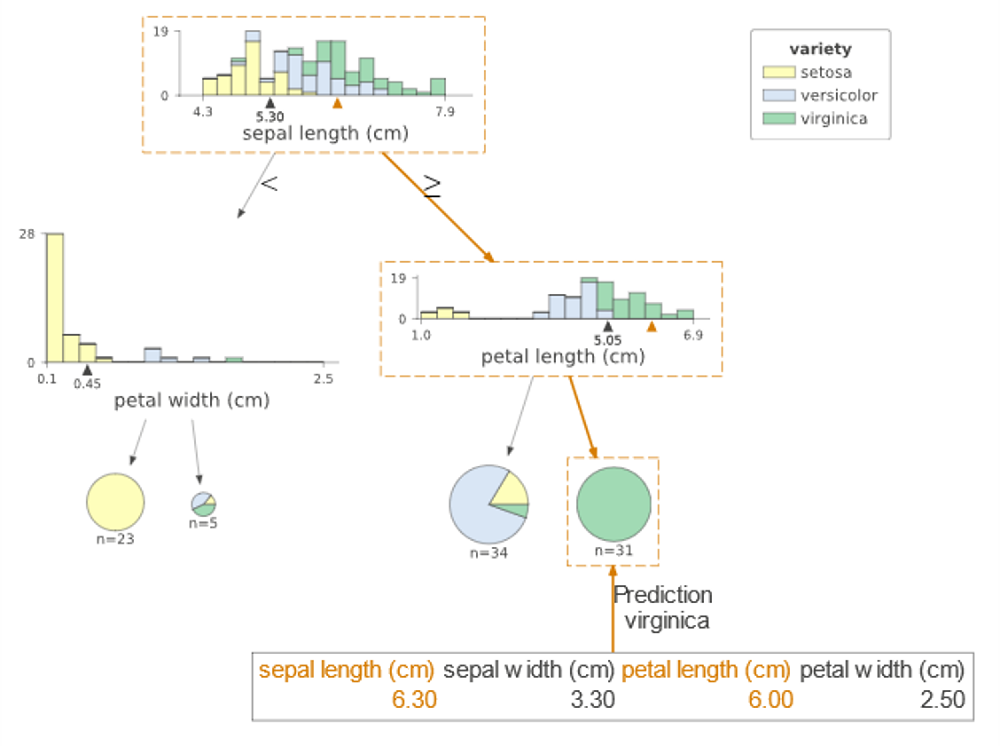 19
0
4.3
5.30
7.9
sepal length (cm)
variety
setosa
versicolor
virginica
<
≥
28
0
0.1
0.45
2.5
petal width (cm)
19
0
1.0
5.05
6.9
petal length (cm)
n=23
n=5
n=34
n=31
Prediction
virginica
sepal length (cm) sepal width (cm) petal length (cm) petal width (cm)
6.30 3.30 6.00 2.50